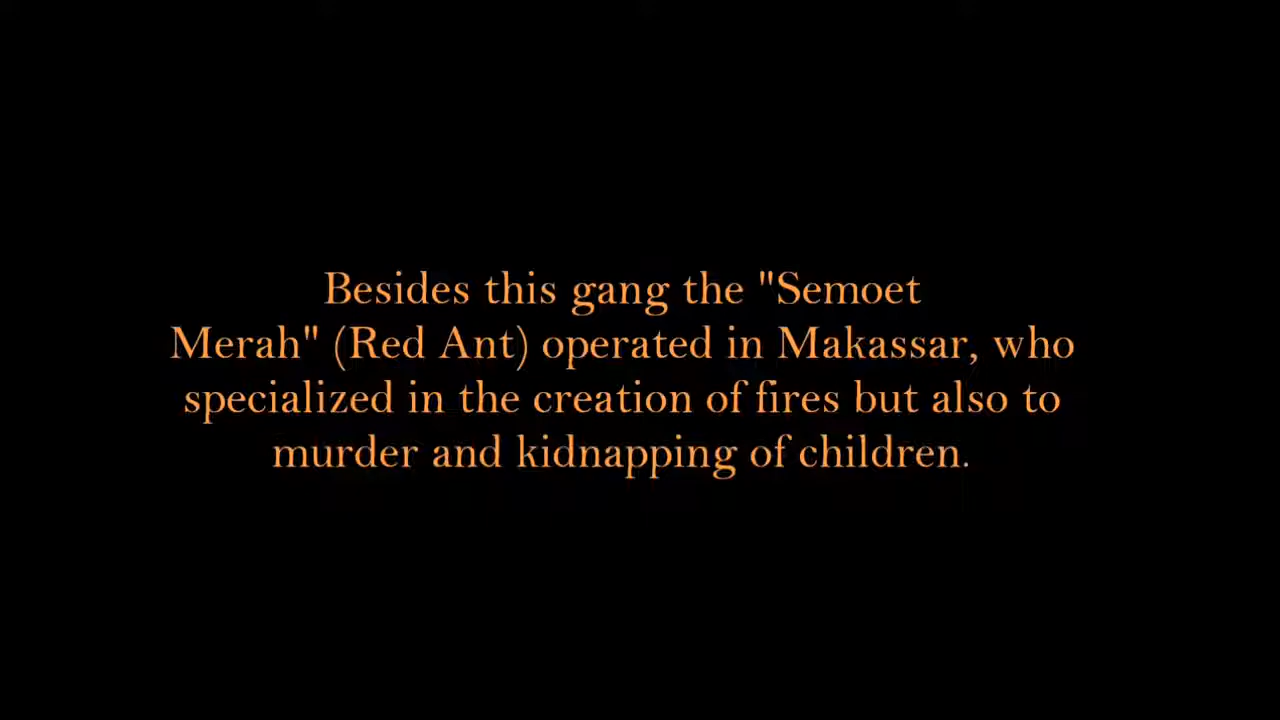 Besides this gang the "Semoet
Merah" (Red Ant) operated in Makassar, who
specialized in the creation of fires but also to
murder and kidnapping of children.